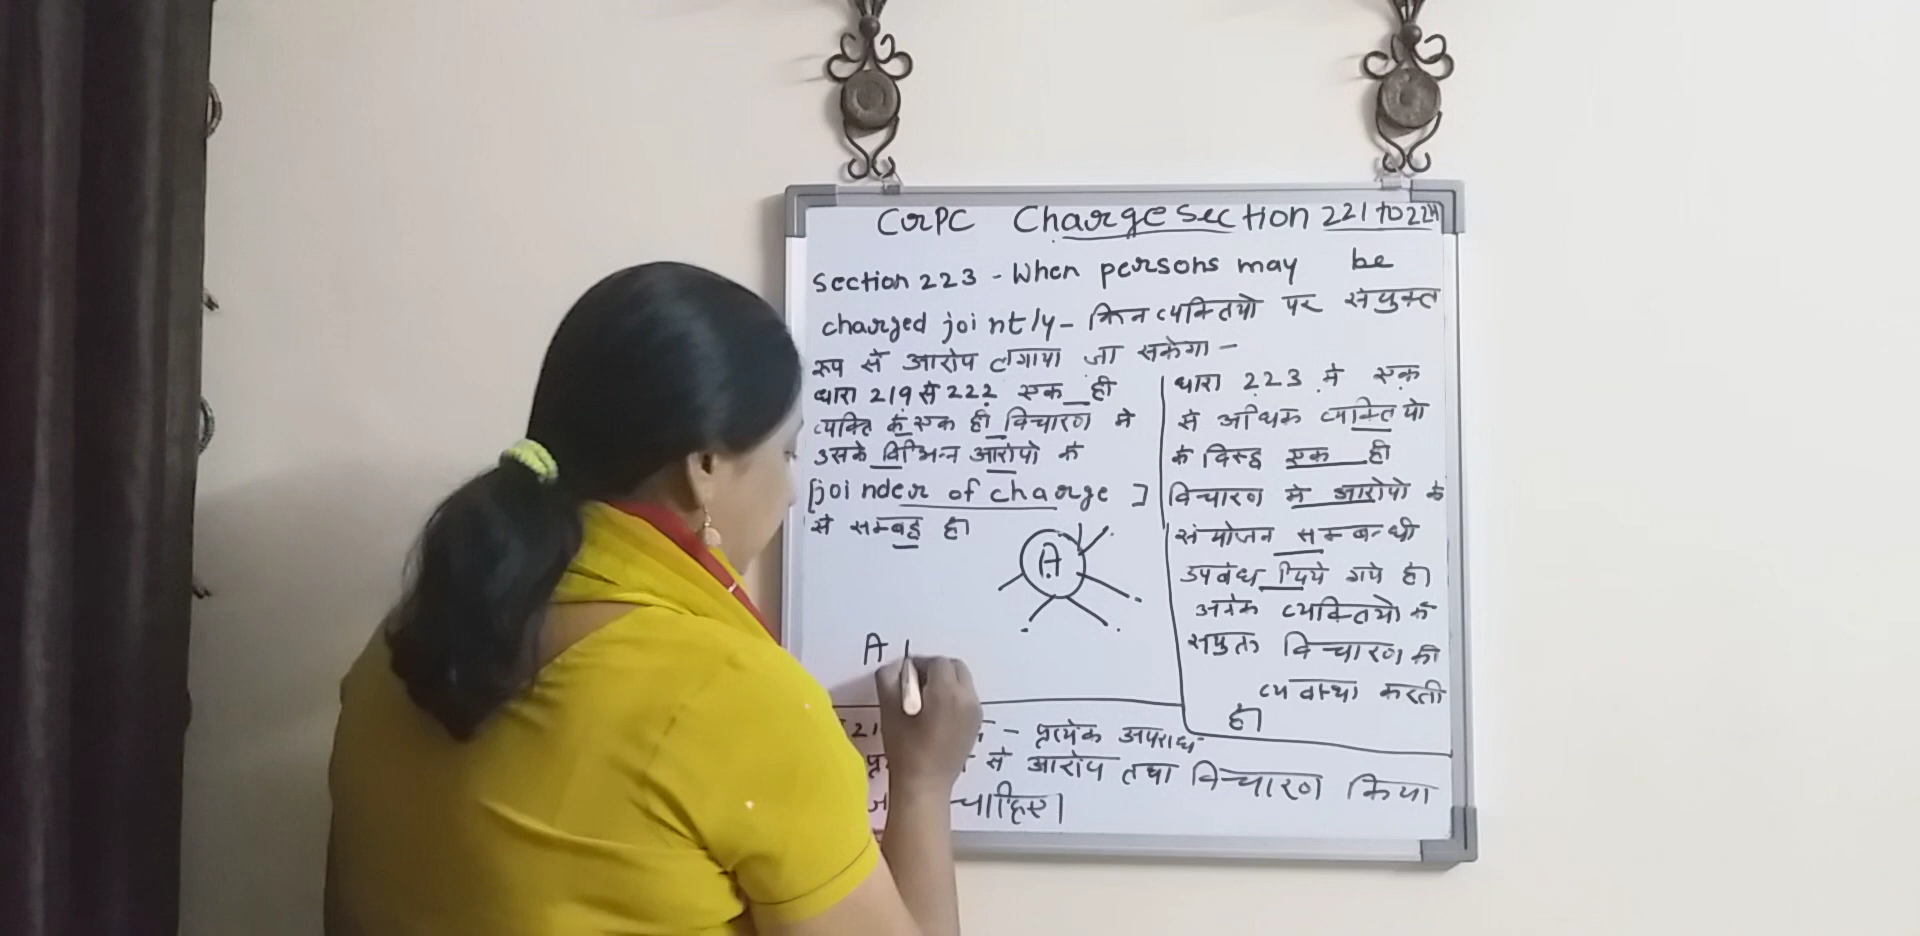 CrPC Charge Section 221 to 224
Section 223 - When persons may be
charged jointly - किन व्यक्तियो पर संयुक्त
रूप से आरोप लगाया जा सकेगा -
धारा 219 से 222 एक ही
व्यक्ति के एक ही विचारण मे
उसके विभिन्न आरोपो के
[joinder of charge]
से सम्बद्ध है।
A
A
धारा 223 मे एक
से अधिक व्यक्तियो
के विरुद्ध एक ही
विचारण मे आरोपो के
संयोजन सम्बन्धी
उपबंध दिये गये है।
अनेक व्यक्तियो के
संयुक्त विचारण की
व्यवस्था करती
है।
- प्रत्येक अपराध
से आरोप तथा विचारण किया
चाहिए।